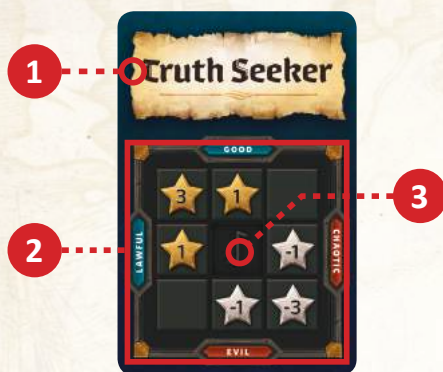 1
Truth Seeker
GOOD
3 1
3
2
LAWFUL
1 -1
CHAOTIC
-1 -3
EVIL